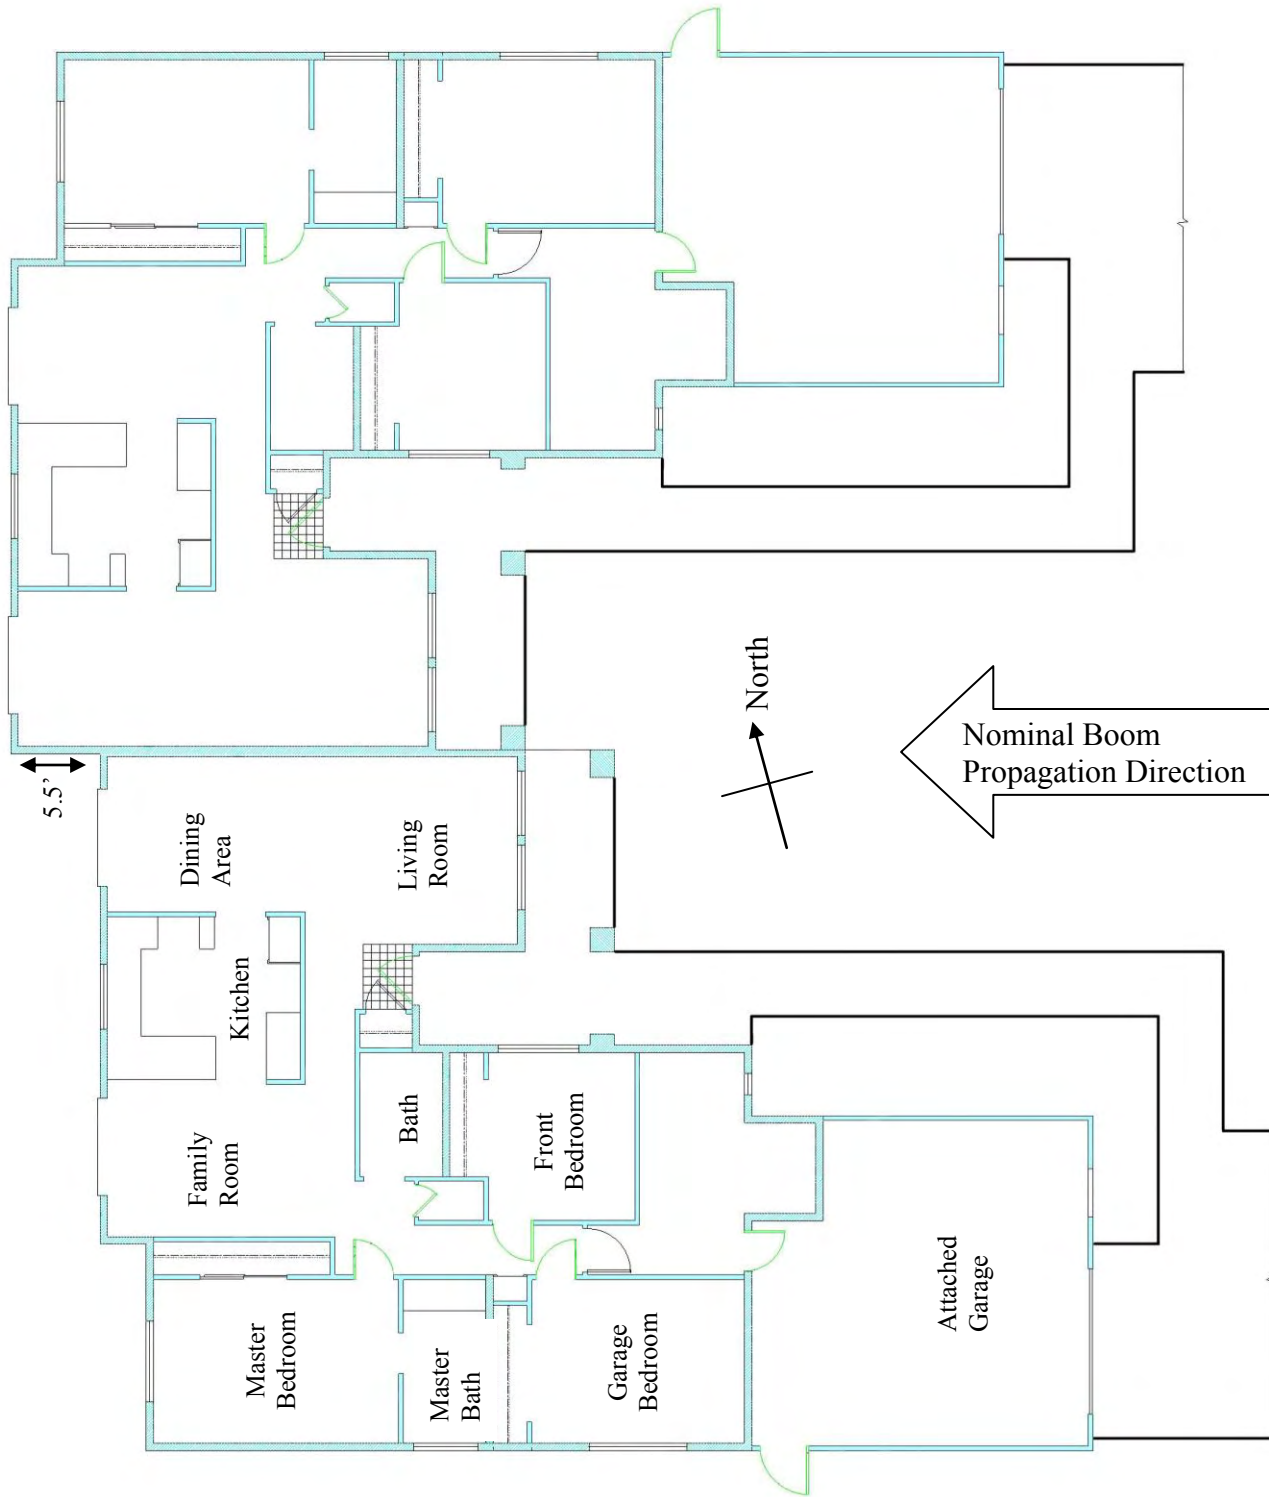 North
Nominal Boom
Propagation Direction
5.5’
Dining
Area
Living
Room
Kitchen
Family
Room
Bath
Front
Bedroom
Master
Bedroom
Master
Bath
Garage
Bedroom
Attached
Garage